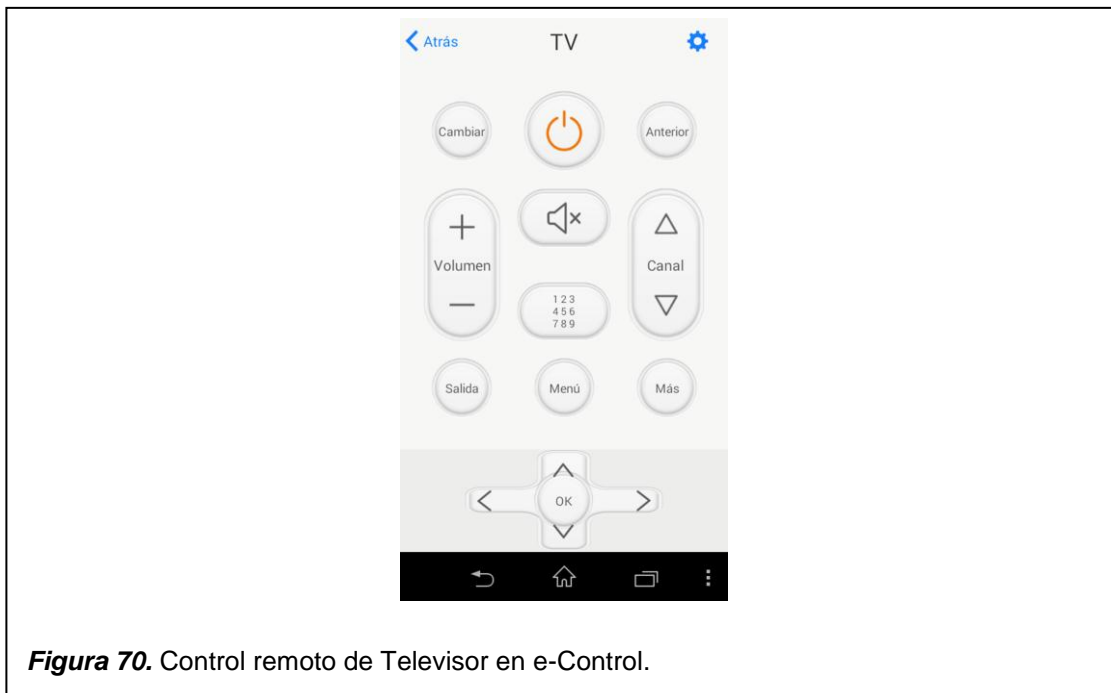 Atrás TV
Cambiar Anterior
+ Volumen − Canal
1 2 3
4 5 6
7 8 9
Salida Menú Más
OK
Figura 70. Control remoto de Televisor en e-Control.